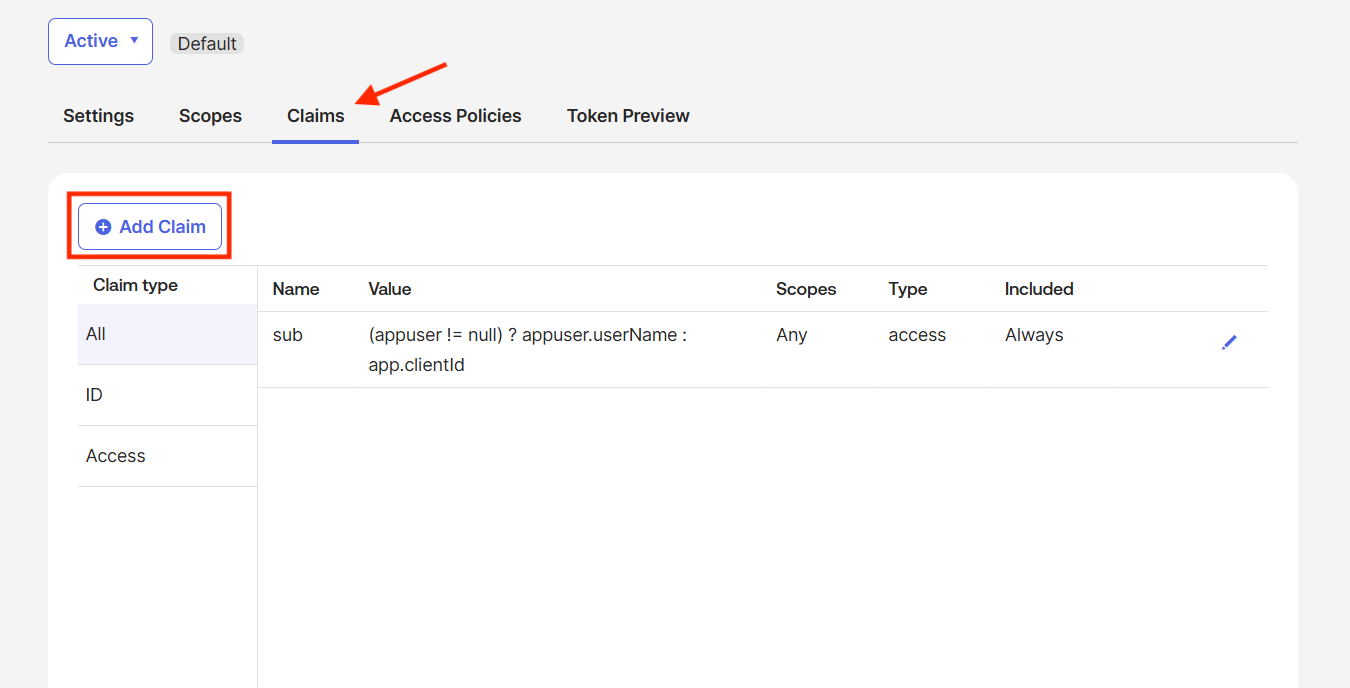 Active
Default
Settings Scopes Claims Access Policies Token Preview
Add Claim
Claim type
All
ID
Access
Name Value Scopes Type Included
sub (appuser != null) ? appuser.userName : Any access Always
app.clientId